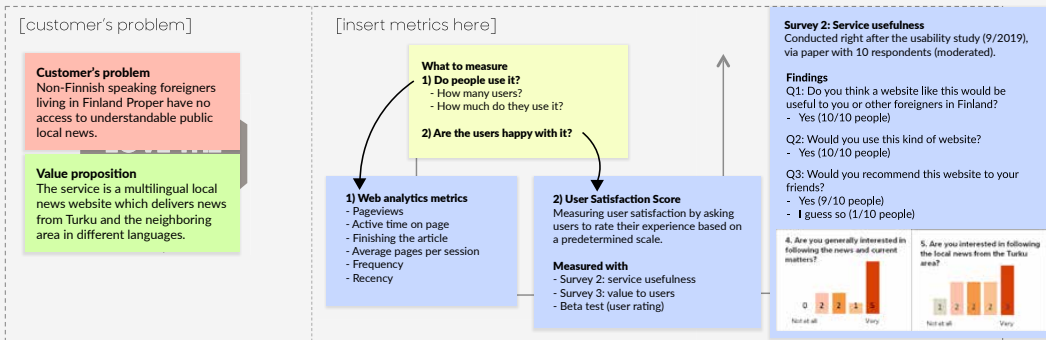 [customer's problem]
Customer's problem
Non-Finnish speaking foreigners
living in Finland Proper have no
access to understandable public
local news.
Value proposition
The service is a multilingual local
news website which delivers news
from Turku and the neighboring
area in different languages.
[insert metrics here]
What to measure
1) Do people use it?
- How many users?
- How much do they use it?
2) Are the users happy with it?
1) Web analytics metrics
- Pageviews
- Active time on page
- Finishing the article
- Average pages per session
- Frequency
- Recency
2) User Satisfaction Score
Measuring user satisfaction by asking
users to rate their experience based on
a predetermined scale.
Measured with
- Survey 2: service usefulness
- Survey 3: value to users
- Beta test (user rating)
Survey 2: Service usefulness
Conducted right after the usability study (9/2019),
via paper with 10 respondents (moderated).
Findings
Q1: Do you think a website like this would be
useful to you or other foreigners in Finland?
- Yes (10/10 people)
Q2: Would you use this kind of website?
- Yes (10/10 people)
Q3: Would you recommend this website to your
friends?
- Yes (9/10 people)
- I guess so (1/10 people)
4. Are you generally interested in
following the news and current
matters?
0 2 2 1 5
Not at all Very
5. Are you interested in following
the local news from the Turku
area?
1 2 2 2
Not at all Very